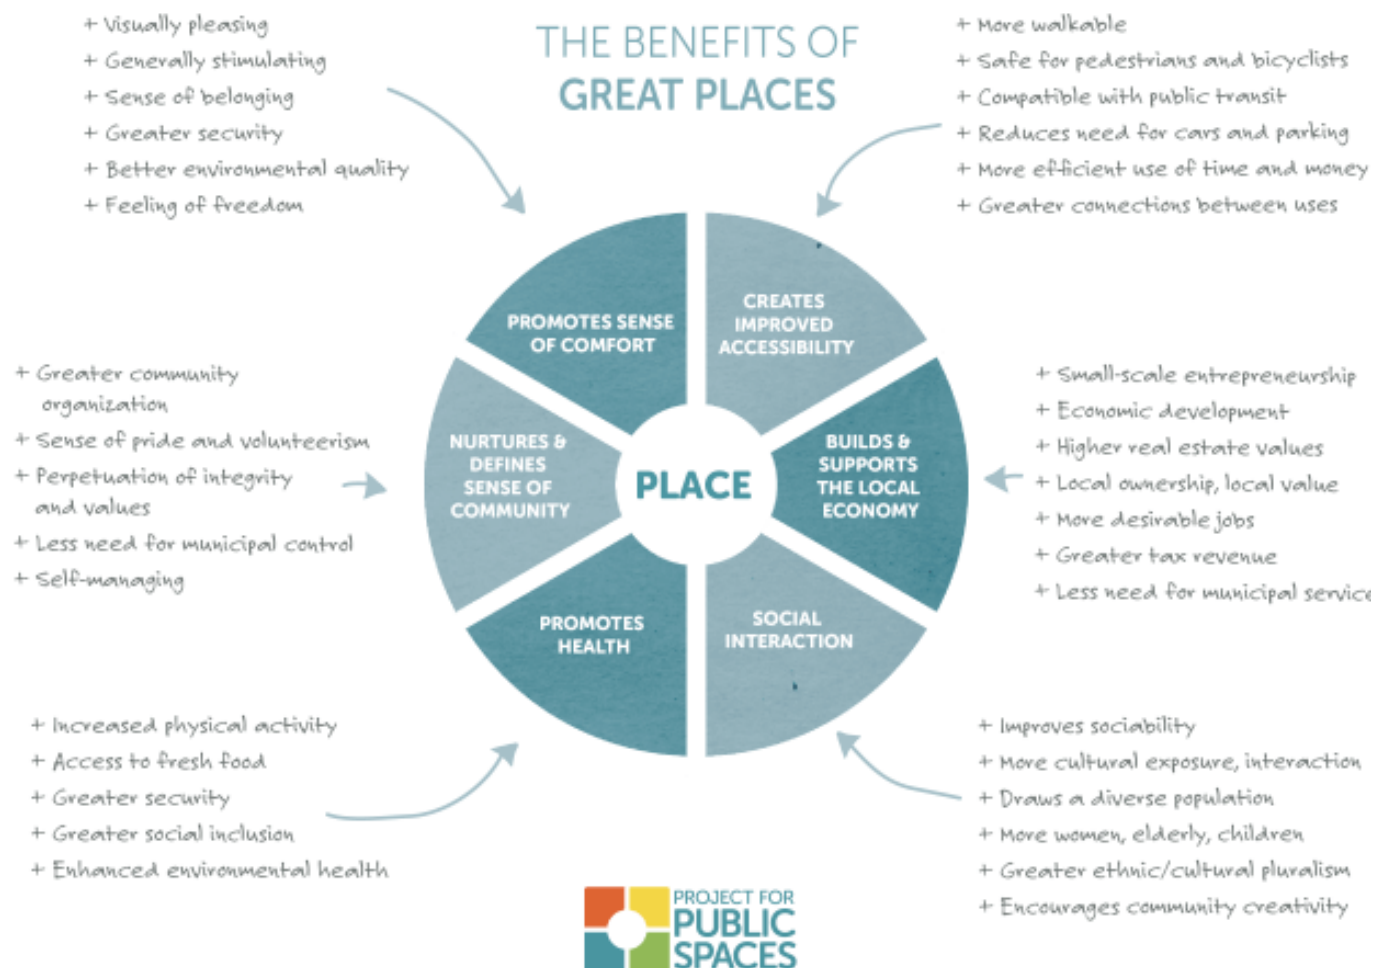 THE BENEFITS OF
GREAT PLACES
+ Visually pleasing
+ Generally stimulating
+ Sense of belonging
+ Greater security
+ Better environmental quality
+ Feeling of freedom
+ More walkable
+ Safe for pedestrians and bicyclists
+ Compatible with public transit
+ Reduces need for cars and parking
+ More efficient use of time and money
+ Greater connections between uses
PROMOTES SENSE
OF COMFORT
CREATES
IMPROVED
ACCESSIBILITY
+ Greater community
organization
+ Sense of pride and volunteerism
+ Perpetuation of integrity
and values
+ Less need for municipal control
+ Self-managing
NURTURES &
DEFINES
SENSE OF
COMMUNITY
PLACE
BUILDS &
SUPPORTS
THE LOCAL
ECONOMY
+ Small-scale entrepreneurship
+ Economic development
+ Higher real estate values
+ Local ownership, local value
+ More desirable jobs
+ Greater tax revenue
+ Less need for municipal service
PROMOTES
HEALTH
SOCIAL
INTERACTION
+ Increased physical activity
+ Access to fresh food
+ Greater security
+ Greater social inclusion
+ Enhanced environmental health
+ Improves sociability
+ More cultural exposure, interaction
+ Draws a diverse population
+ More women, elderly, children
+ Greater ethnic/cultural pluralism
+ Encourages community creativity
PROJECT FOR
PUBLIC
SPACES